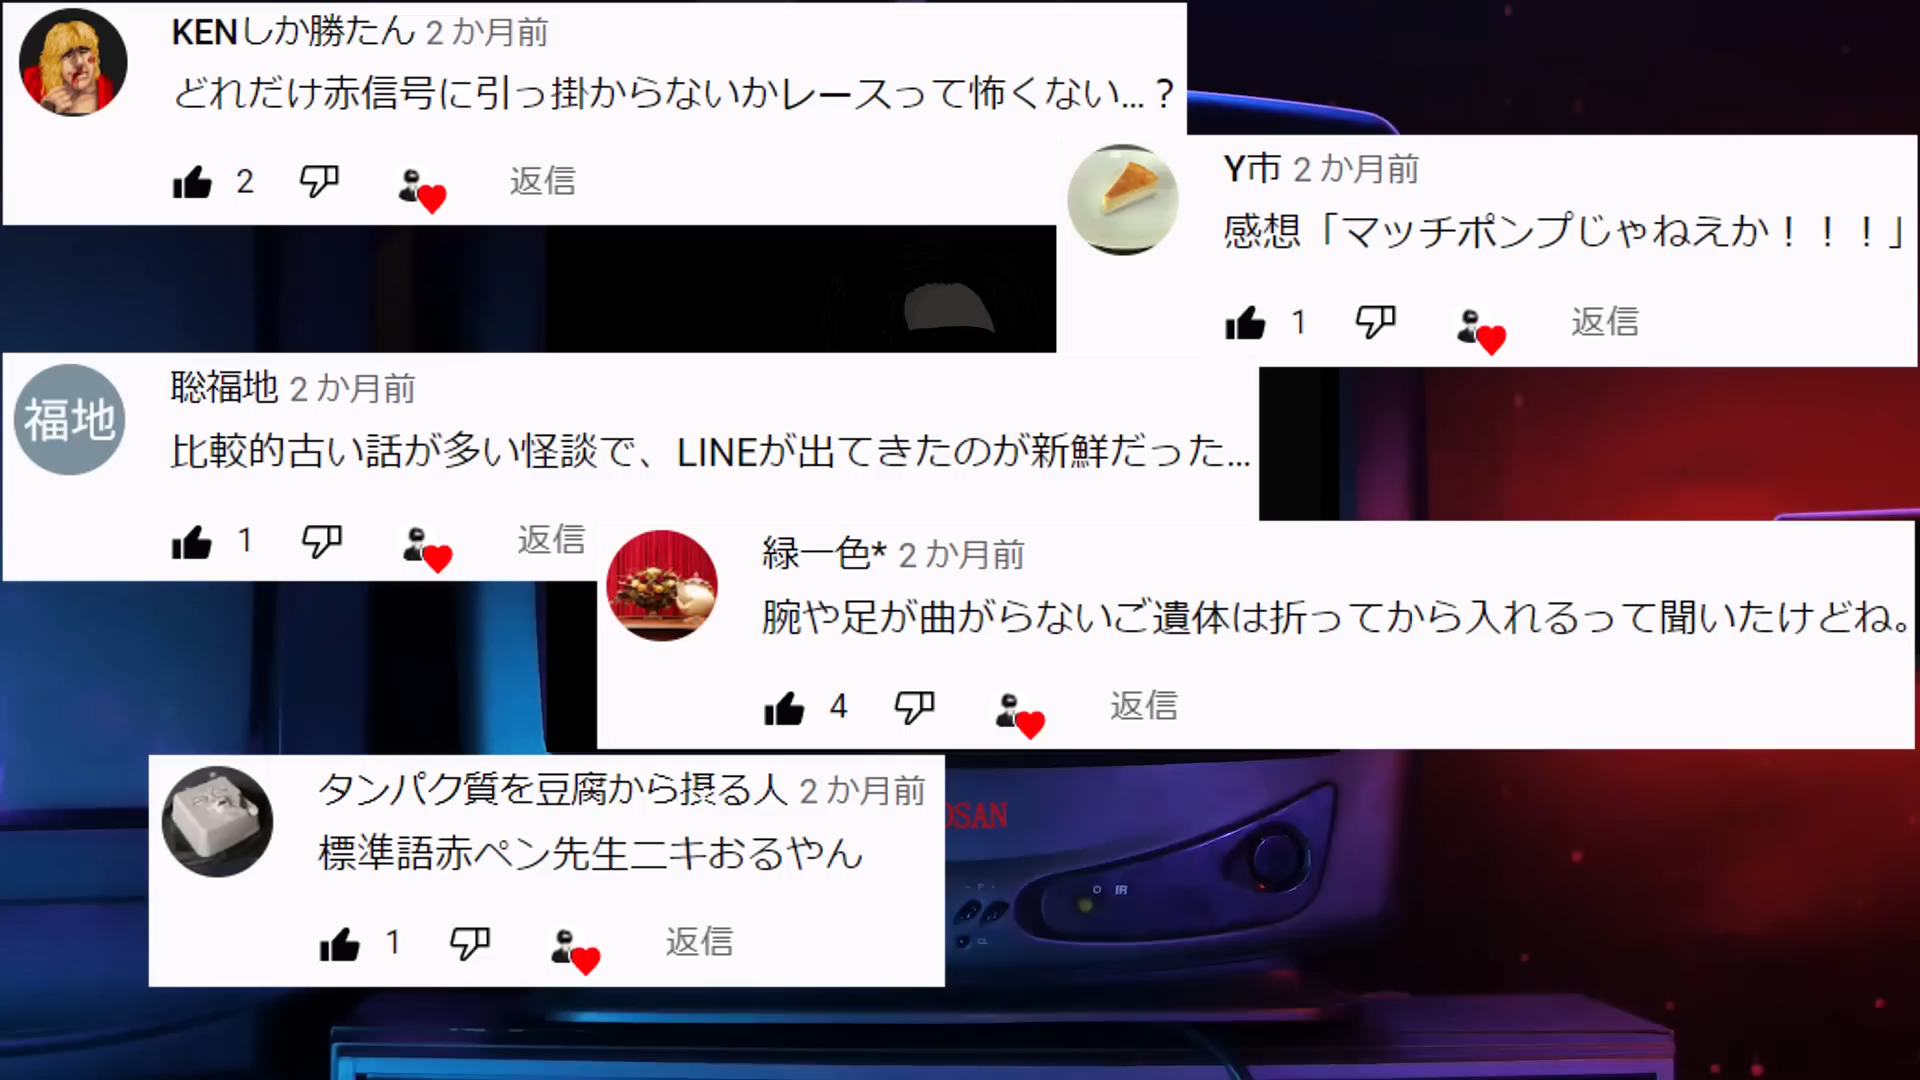 KENしか勝たん 2 か月前
どれだけ赤信号に引っ掛からないかレースって怖くない...？
2 返信
Y市 2 か月前
感想「マッチポンプじゃねえか！！！」
1 返信
福地
聡福地 2 か月前
比較的古い話が多い怪談で、LINEが出てきたのが新鮮だった...
1 返信
緑一色* 2 か月前
腕や足が曲がらないご遺体は折ってから入れるって聞いたけどね。
4 返信
タンパク質を豆腐から摂る人 2 か月前
標準語赤ペン先生ニキおるやん
1 返信
OSAN
- P -
IR
CL